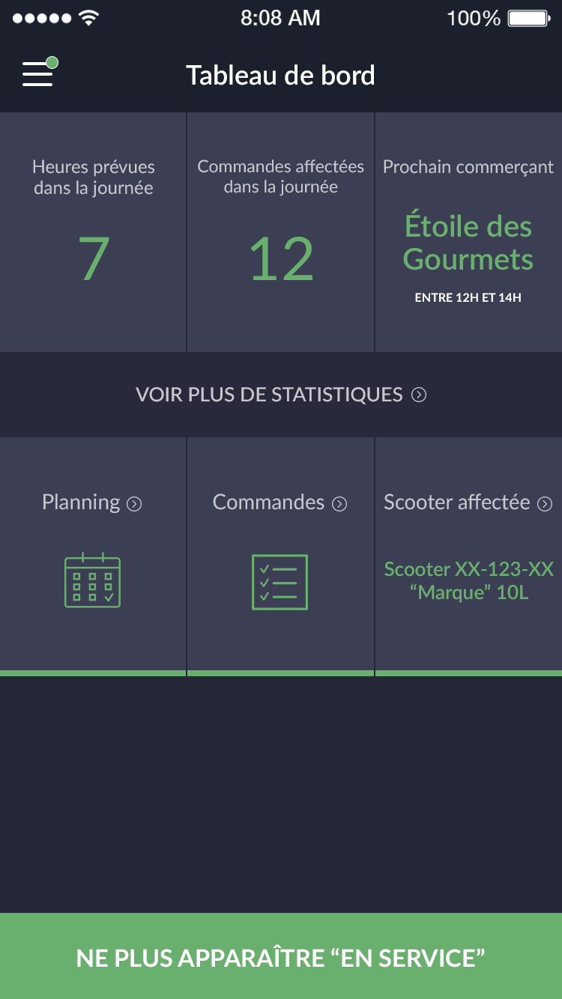 8:08 AM 100%
Tableau de bord
Heures prévues
dans la journée
7
Commandes affectées
dans la journée
12
Prochain commerçant
Étoile des
Gourmets
ENTRE 12H ET 14H
VOIR PLUS DE STATISTIQUES
Planning
Commandes
Scooter affectée
Scooter XX-123-XX
“Marque” 10L
NE PLUS APPARAÎTRE “EN SERVICE”